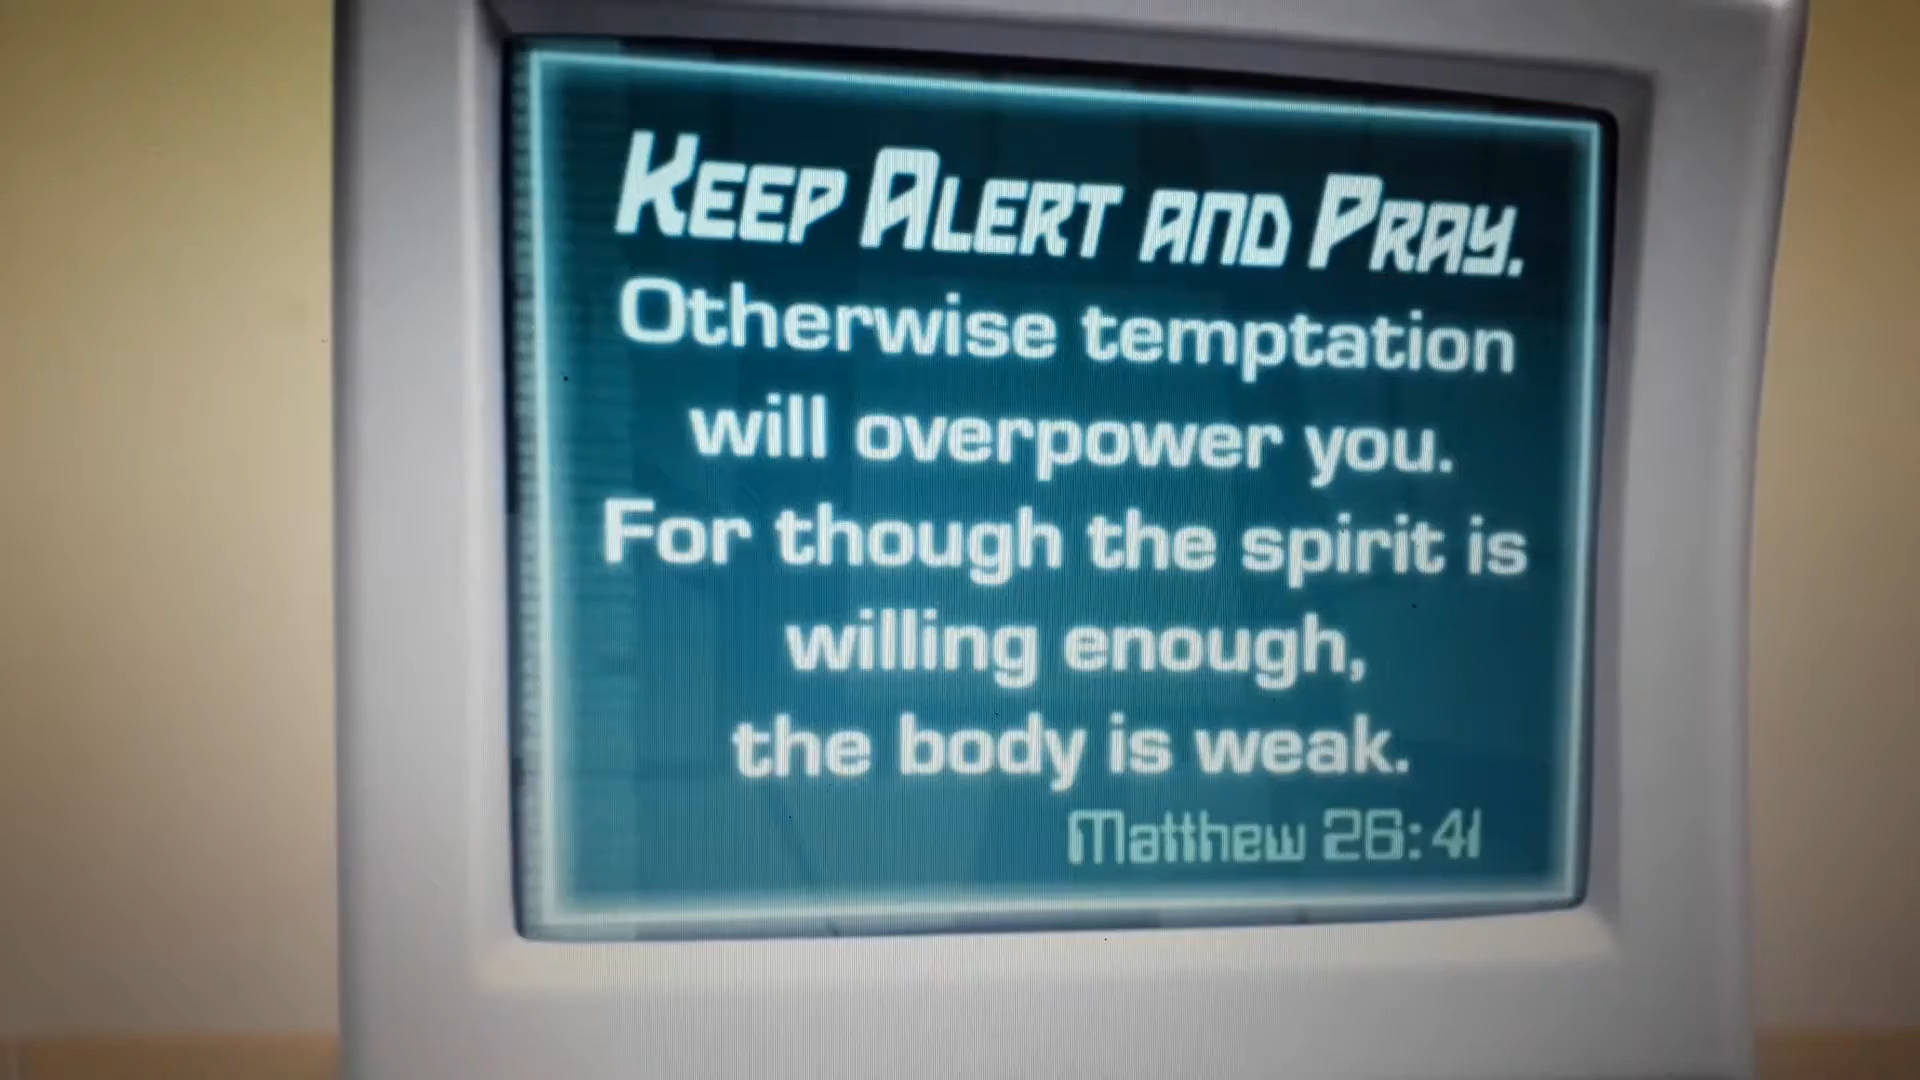 Keep Alert and Pray.
Otherwise temptation
will overpower you.
For though the spirit is
willing enough,
the body is weak.
Matthew 26:41